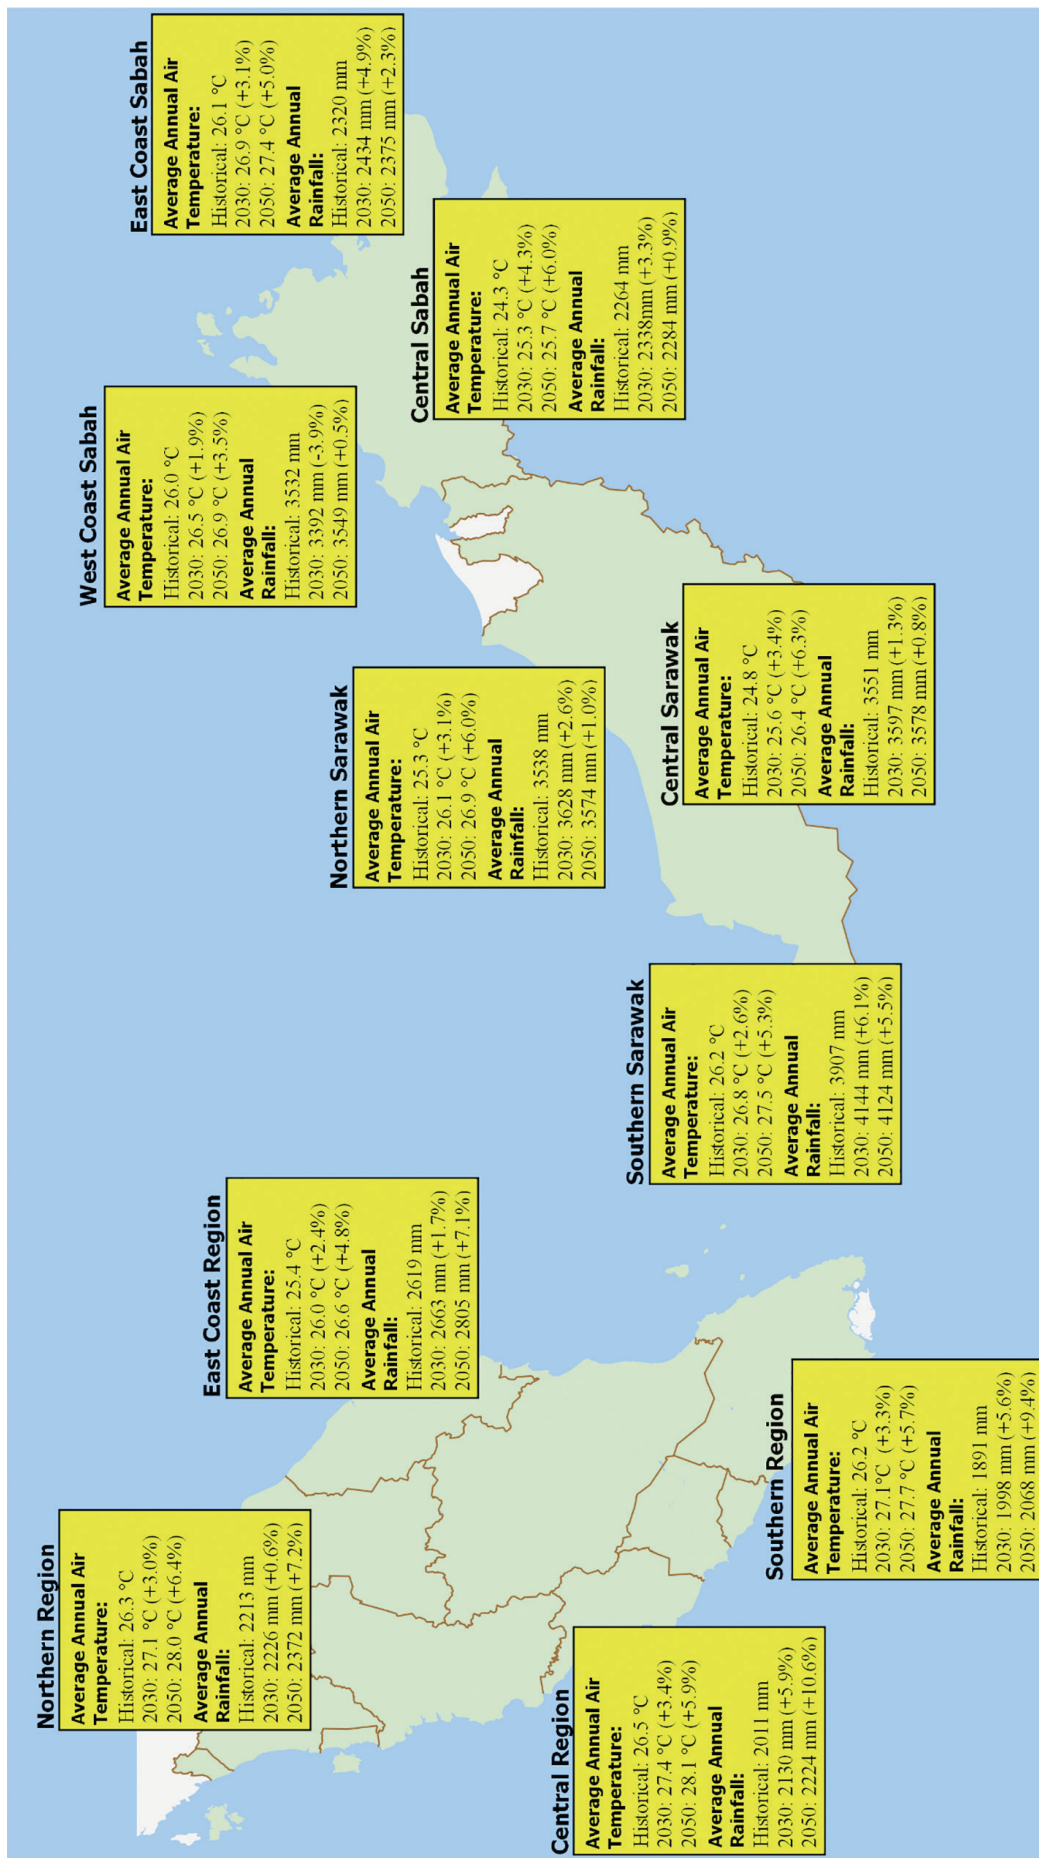 Northern Region
Average Annual Air
Temperature:
Historical: 26.3 °C
2030: 27.1 °C (+3.0%)
2050: 28.0 °C (+6.4%)
Average Annual
Rainfall:
Historical: 2213 mm
2030: 2226 mm (+0.6%)
2050: 2372 mm (+7.2%)
East Coast Region
Average Annual Air
Temperature:
Historical: 25.4 °C
2030: 26.0 °C (+2.4%)
2050: 26.6 °C (+4.8%)
Average Annual
Rainfall:
Historical: 2619 mm
2030: 2663 mm (+1.7%)
2050: 2805 mm (+7.1%)
Central Region
Average Annual Air
Temperature:
Historical: 26.5 °C
2030: 27.4 °C (+3.4%)
2050: 28.1 °C (+5.9%)
Average Annual
Rainfall:
Historical: 2011 mm
2030: 2130 mm (+5.9%)
2050: 2224 mm (+10.6%)
Southern Region
Average Annual Air
Temperature:
Historical: 26.2 °C
2030: 27.1°C (+3.3%)
2050: 27.7 °C (+5.7%)
Average Annual
Rainfall:
Historical: 1891 mm
2030: 1998 mm (+5.6%)
2050: 2068 mm (+9.4%)
West Coast Sabah
Average Annual Air
Temperature:
Historical: 26.0 °C
2030: 26.5 °C (+1.9%)
2050: 26.9 °C (+3.5%)
Average Annual
Rainfall:
Historical: 3532 mm
2030: 3392 mm (-3.9%)
2050: 3549 mm (+0.5%)
East Coast Sabah
Average Annual Air
Temperature:
Historical: 26.1 °C
2030: 26.9 °C (+3.1%)
2050: 27.4 °C (+5.0%)
Average Annual
Rainfall:
Historical: 2320 mm
2030: 2434 mm (+4.9%)
2050: 2375 mm (+2.3%)
Northern Sarawak
Average Annual Air
Temperature:
Historical: 25.3 °C
2030: 26.1 °C (+3.1%)
2050: 26.9 °C (+6.0%)
Average Annual
Rainfall:
Historical: 3538 mm
2030: 3628 mm (+2.6%)
2050: 3574 mm (+1.0%)
Central Sabah
Average Annual Air
Temperature:
Historical: 24.3 °C
2030: 25.3 °C (+4.3%)
2050: 25.7 °C (+6.0%)
Average Annual
Rainfall:
Historical: 2264 mm
2030: 2338mm (+3.3%)
2050: 2284 mm (+0.9%)
Southern Sarawak
Average Annual Air
Temperature:
Historical: 26.2 °C
2030: 26.8 °C (+2.6%)
2050: 27.5 °C (+5.3%)
Average Annual
Rainfall:
Historical: 3907 mm
2030: 4144 mm (+6.1%)
2050: 4124 mm (+5.5%)
Central Sarawak
Average Annual Air
Temperature:
Historical: 24.8 °C
2030: 25.6 °C (+3.4%)
2050: 26.4 °C (+6.3%)
Average Annual
Rainfall:
Historical: 3551 mm
2030: 3597 mm (+1.3%)
2050: 3578 mm (+0.8%)